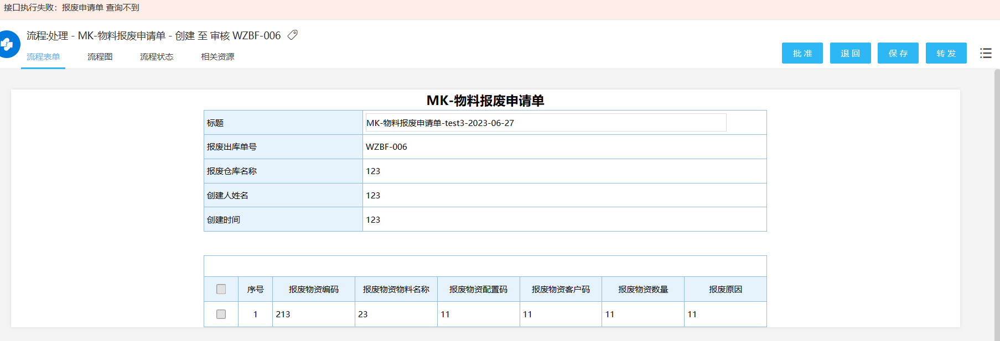 接口执行失败：报废申请单 查询不到
流程:处理 - MK-物料报废申请单 - 创建 至 审核 WZBF-006
流程表单 流程图 流程状态 相关资源
批准 退回 保存 转发
MK-物料报废申请单
标题 MK-物料报废申请单-test3-2023-06-27
报废出库单号 WZBF-006
报废仓库名称 123
创建人姓名 123
创建时间 123
序号 报废物资编码 报废物资物料名称 报废物资配置码 报废物资客户码 报废物资数量 报废原因
1 213 23 11 11 11 11